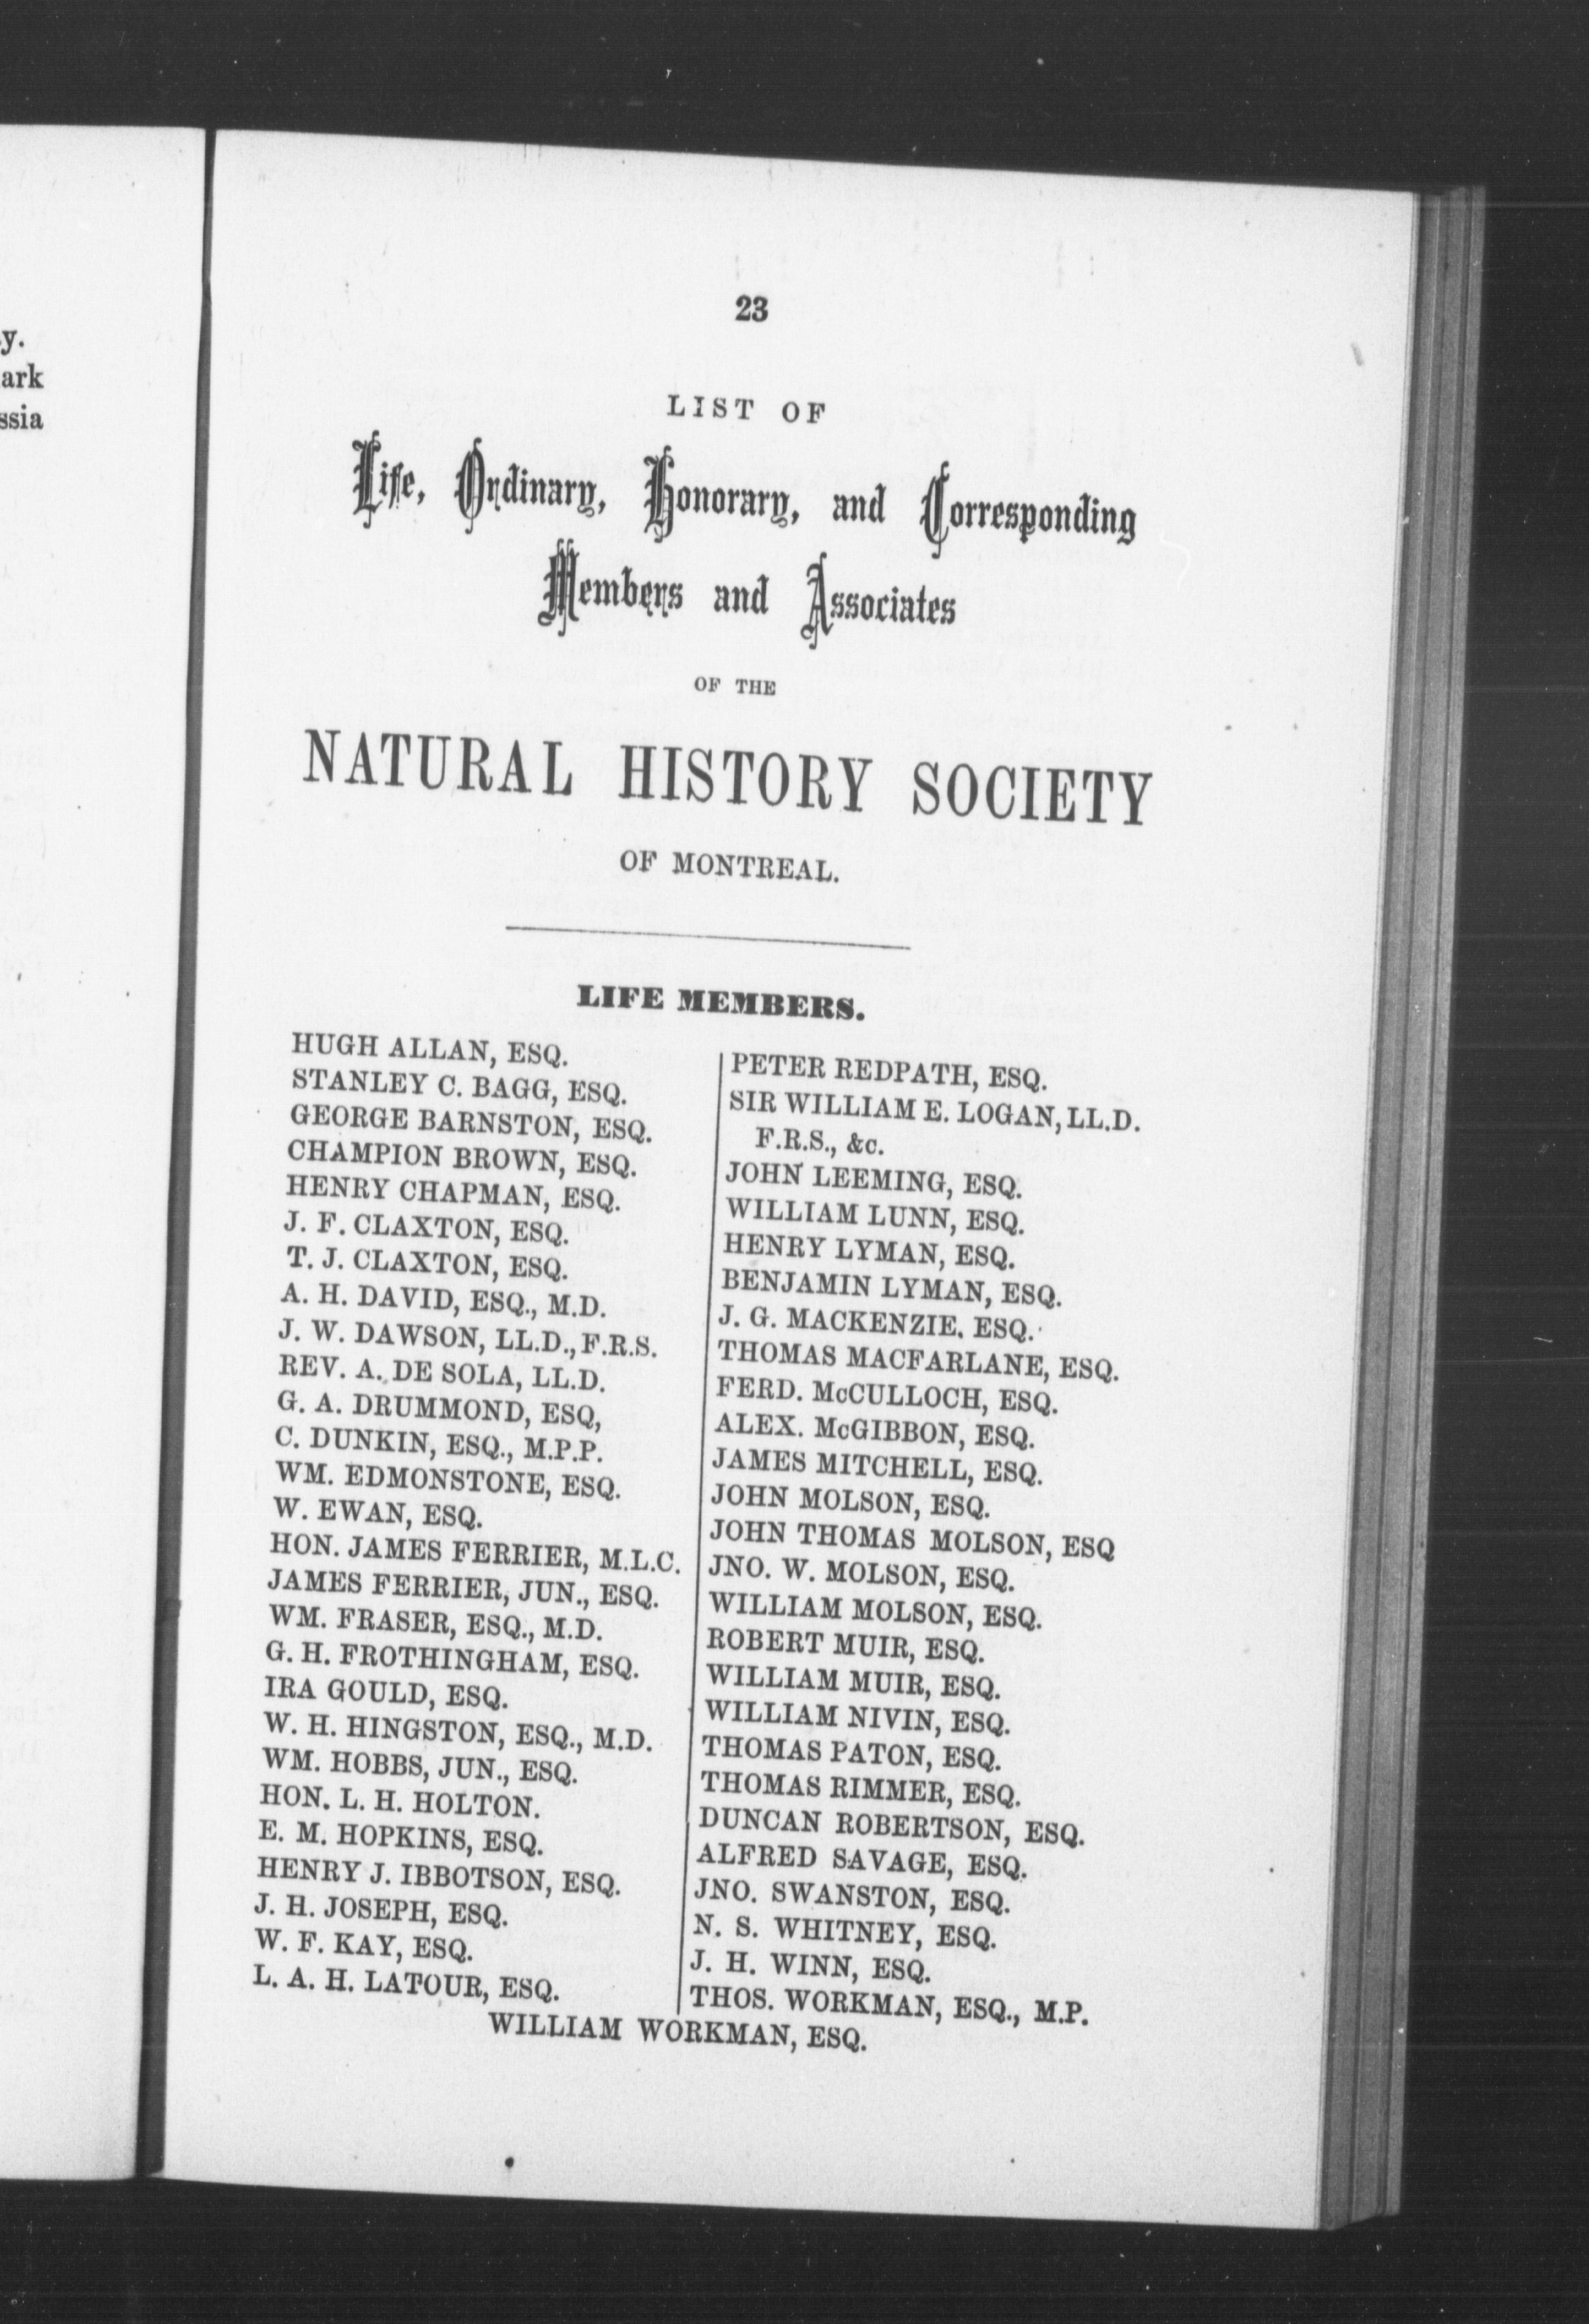 y.
ark
ssia
23
LIST OF
Life, Ordinary, Honorary, and Corresponding
Members and Associates
OF THE
NATURAL HISTORY SOCIETY
OF MONTREAL.
LIFE MEMBERS.
HUGH ALLAN, ESQ.
STANLEY C. BAGG, ESQ.
GEORGE BARNSTON, ESQ.
CHAMPION BROWN, ESQ.
HENRY CHAPMAN, ESQ.
J. F. CLAXTON, ESQ.
T. J. CLAXTON, ESQ.
A. H. DAVID, ESQ., M.D.
J. W. DAWSON, LL.D., F.R.S.
REV. A. DE SOLA, LL.D.
G. A. DRUMMOND, ESQ,
C. DUNKIN, ESQ., M.P.P.
WM. EDMONSTONE, ESQ.
W. EWAN, ESQ.
HON. JAMES FERRIER, M.L.C.
JAMES FERRIER, JUN., ESQ.
WM. FRASER, ESQ., M.D.
G. H. FROTHINGHAM, ESQ.
IRA GOULD, ESQ.
W. H. HINGSTON, ESQ., M.D.
WM. HOBBS, JUN., ESQ.
HON. L. H. HOLTON.
E. M. HOPKINS, ESQ.
HENRY J. IBBOTSON, ESQ.
J. H. JOSEPH, ESQ.
W. F. KAY, ESQ.
L. A. H. LATOUR, ESQ.
PETER REDPATH, ESQ.
SIR WILLIAM E. LOGAN, LL.D.
F.R.S., &c.
JOHN LEEMING, ESQ.
WILLIAM LUNN, ESQ.
HENRY LYMAN, ESQ.
BENJAMIN LYMAN, ESQ.
J. G. MACKENZIE. ESQ.
THOMAS MACFARLANE, ESQ.
FERD. McCULLOCH, ESQ.
ALEX. McGIBBON, ESQ.
JAMES MITCHELL, ESQ.
JOHN MOLSON, ESQ.
JOHN THOMAS MOLSON, ESQ
JNO. W. MOLSON, ESQ.
WILLIAM MOLSON, ESQ.
ROBERT MUIR, ESQ.
WILLIAM MUIR, ESQ.
WILLIAM NIVIN, ESQ.
THOMAS PATON, ESQ.
THOMAS RIMMER, ESQ.
DUNCAN ROBERTSON, ESQ.
ALFRED SAVAGE, ESQ.
JNO. SWANSTON, ESQ.
N. S. WHITNEY, ESQ.
J. H. WINN, ESQ.
THOS. WORKMAN, ESQ., M.P.
WILLIAM WORKMAN, ESQ.